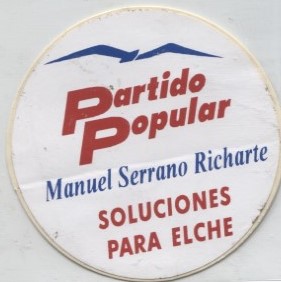 Partido
Popular
Manuel Serrano Richarte
SOLUCIONES
PARA ELCHE